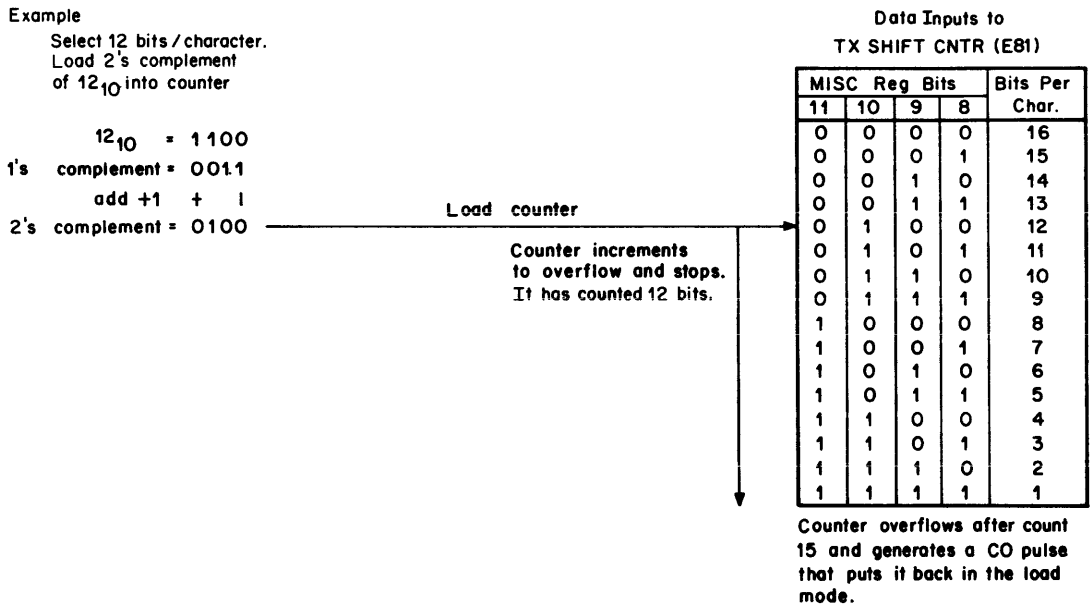 Example
Select 12 bits/character.
Load 2's complement
of 12₁₀ into counter
12₁₀ = 1100
1's complement = 0011
add +1 + 1
2's complement = 0100
Load counter
Counter increments
to overflow and stops.
It has counted 12 bits.
Data Inputs to
TX SHIFT CNTR (E81)
MISC Reg Bits Bits Per
11 10 9 8 Char.
0 0 0 0 16
0 0 0 1 15
0 0 1 0 14
0 0 1 1 13
0 1 0 0 12
0 1 0 1 11
0 1 1 0 10
0 1 1 1 9
1 0 0 0 8
1 0 0 1 7
1 0 1 0 6
1 0 1 1 5
1 1 0 0 4
1 1 0 1 3
1 1 1 0 2
1 1 1 1 1
Counter overflows after count
15 and generates a CO pulse
that puts it back in the load
mode.